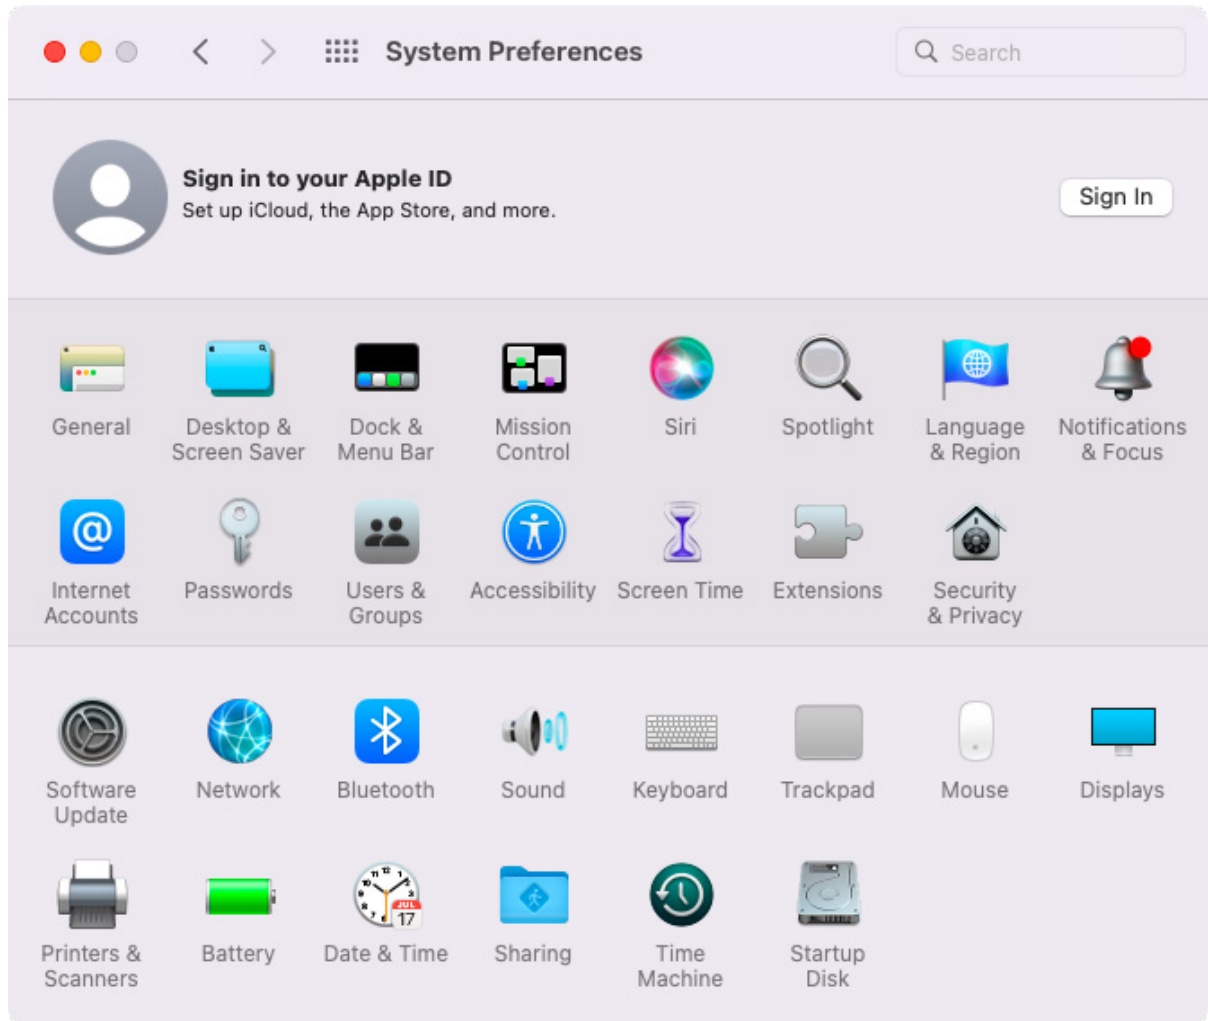 System Preferences
Search
Sign in to your Apple ID
Set up iCloud, the App Store, and more.
Sign In
General
Desktop &
Screen Saver
Dock &
Menu Bar
Mission
Control
Siri
Spotlight
Language
& Region
Notifications
& Focus
Internet
Accounts
Passwords
Users &
Groups
Accessibility
Screen Time
Extensions
Security
& Privacy
Software
Update
Network
Bluetooth
Sound
Keyboard
Trackpad
Mouse
Displays
Printers &
Scanners
Battery
JUL
17
Date & Time
Sharing
Time
Machine
Startup
Disk